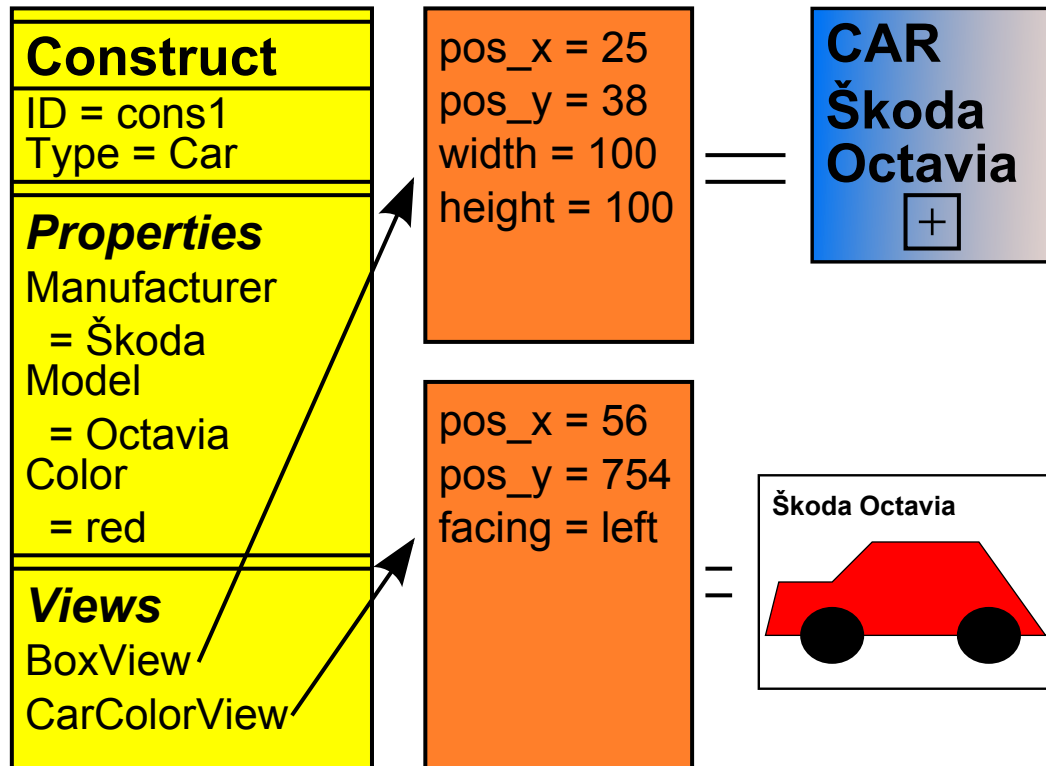 Construct
ID = cons1
Type = Car
Properties
Manufacturer
= Škoda
Model
= Octavia
Color
= red
Views
BoxView
CarColorView
pos_x = 25
pos_y = 38
width = 100
height = 100
pos_x = 56
pos_y = 754
facing = left
CAR
Škoda
Octavia
+
Škoda Octavia